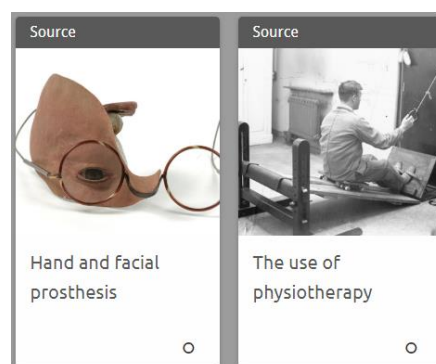 Source
Hand and facial
prosthesis
Source
The use of
physiotherapy